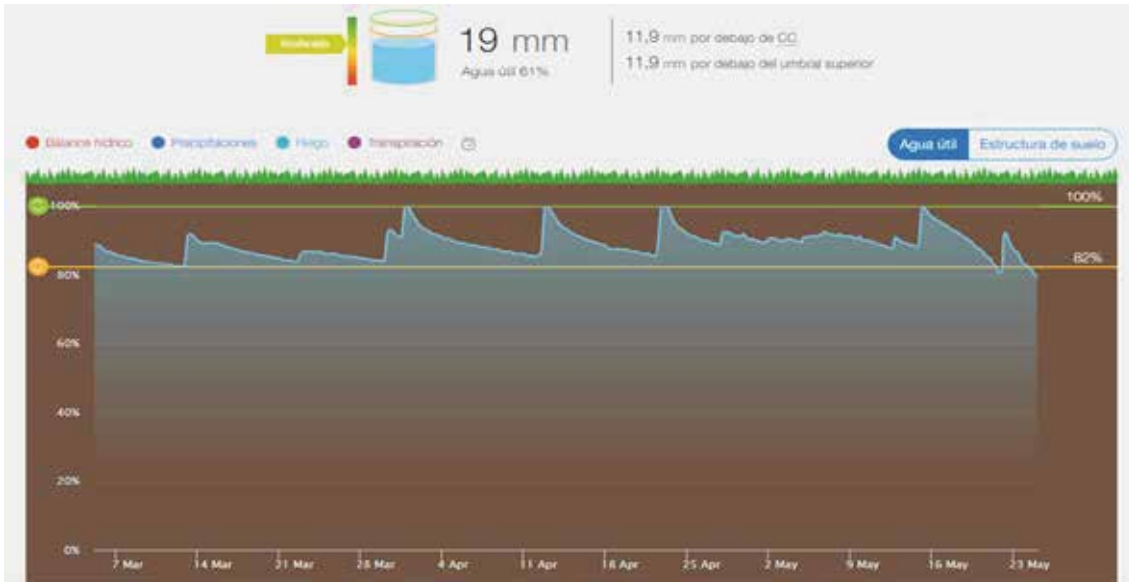 Moderado
19 mm
Agua útil 61%
11,9 mm por debajo de CC
11,9 mm por debajo del umbral superior
Balance hídrico Precipitaciones Riego Transpiración
Agua útil Estructura de suelo
100% 100%
82%
80%
60%
40%
20%
0%
7 Mar 14 Mar 21 Mar 28 Mar 4 Apr 11 Apr 18 Apr 25 Apr 2 May 9 May 16 May 23 May